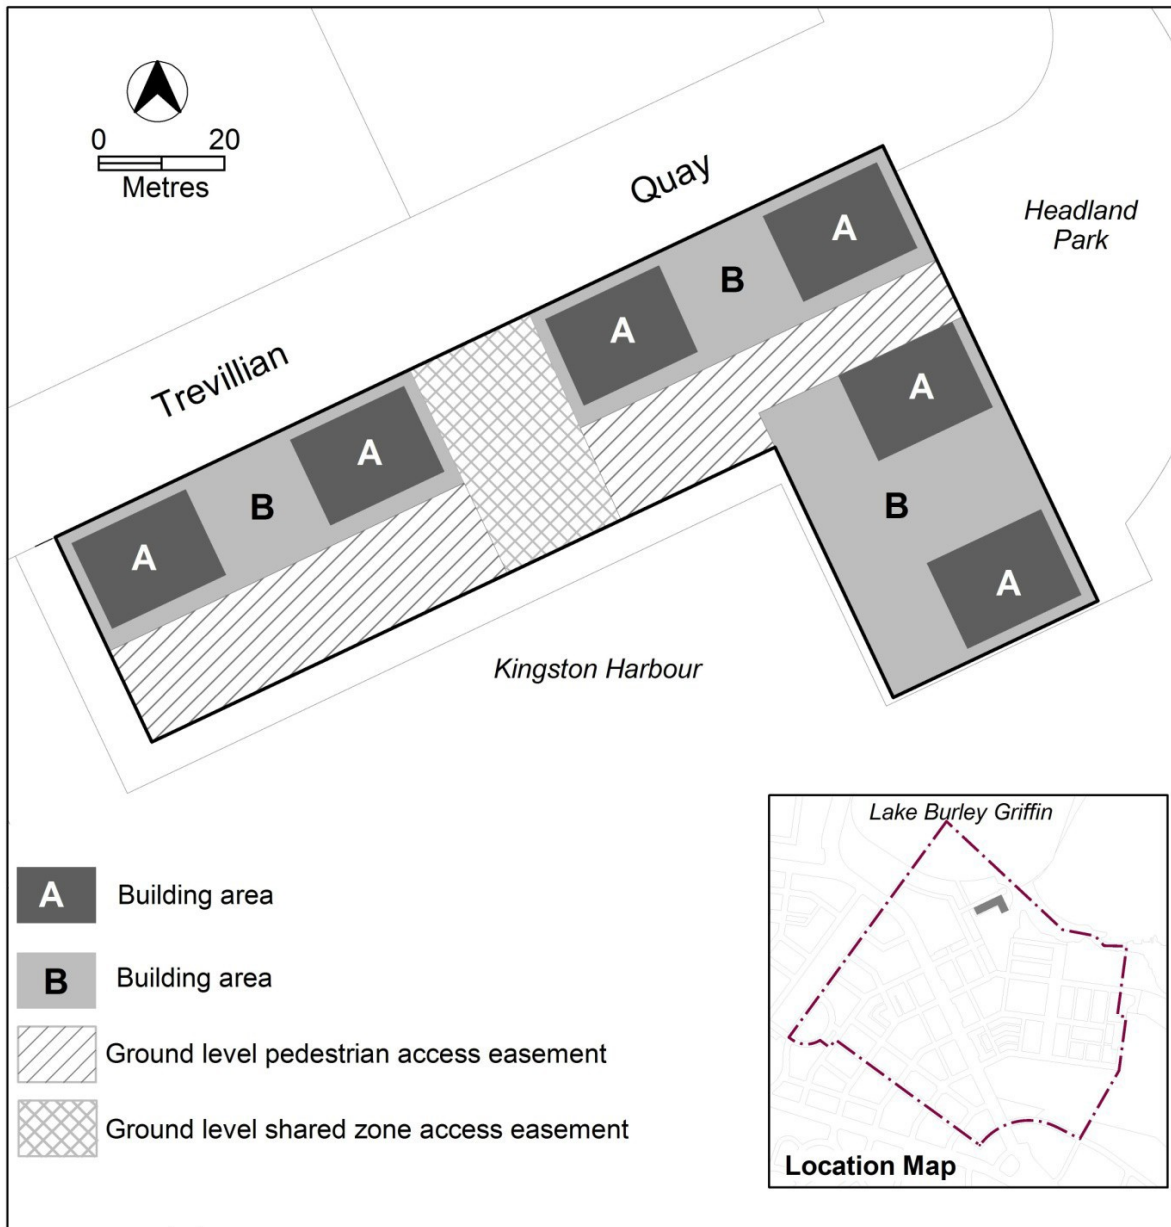 0 20
Metres
Trevillian Quay
Headland
Park
A
B
A
A
B
A
A
B
A
Kingston Harbour
A Building area
B Building area
Ground level pedestrian access easement
Ground level shared zone access easement
Lake Burley Griffin
Location Map